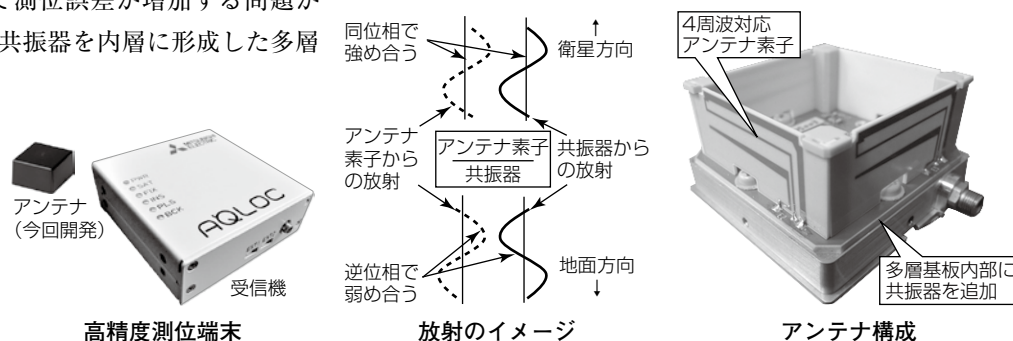 て測位誤差が増加する問題が
共振器を内層に形成した多層
アンテナ
（今回開発）
PWR
SAT
FIX
INS
PLS
BCK
AQLOC
受信機
高精度測位端末
同位相で
強め合う
↑
衛星方向
アンテナ
素子から
の放射
アンテナ素子
共振器
共振器から
の放射
逆位相で
弱め合う
地面方向
↓
放射のイメージ
4周波対応
アンテナ素子
多層基板内部に
共振器を追加
アンテナ構成